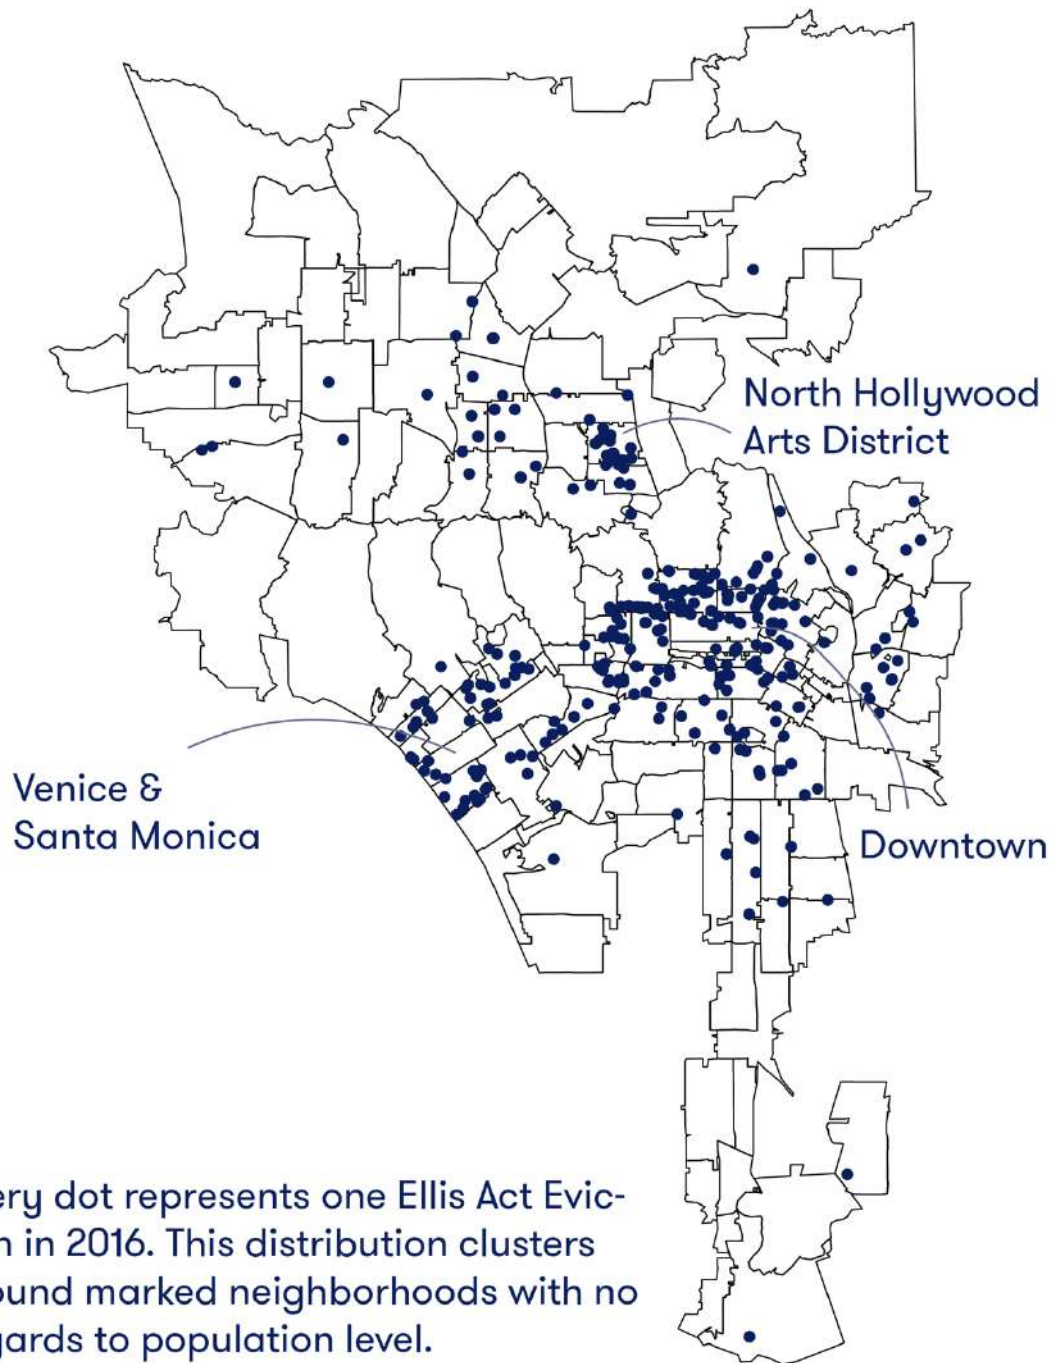 North Hollywood
Arts District
Venice &
Santa Monica
Downtown
ery dot represents one Ellis Act Evic-
n in 2016. This distribution clusters
ound marked neighborhoods with no
gards to population level.